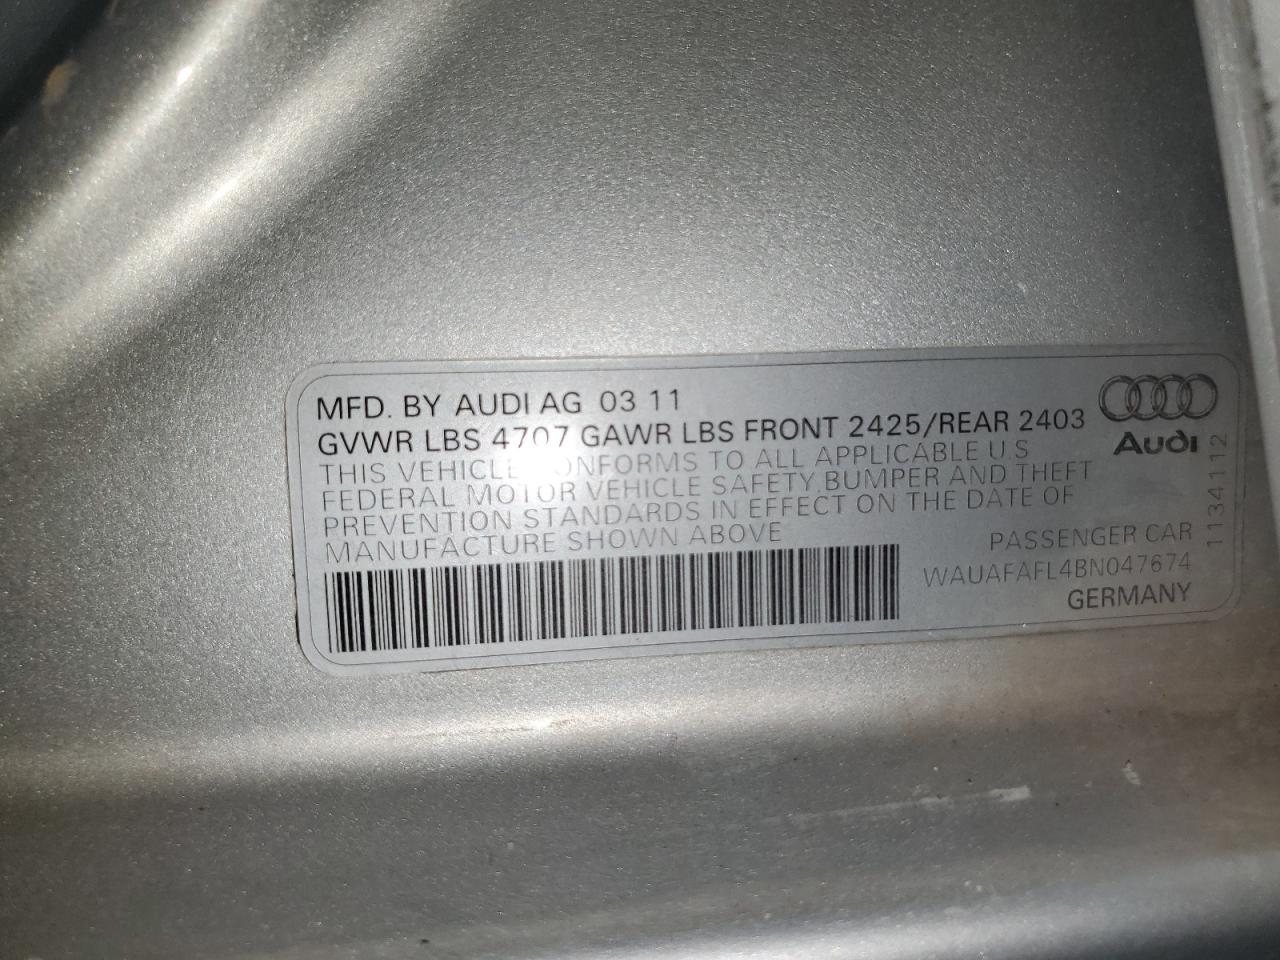 MFD. BY AUDI AG 03 11
GVWR LBS 4707 GAWR LBS FRONT 2425/REAR 2403
THIS VEHICLE CONFORMS TO ALL APPLICABLE U S
FEDERAL MOTOR VEHICLE SAFETY BUMPER AND THEFT
PREVENTION STANDARDS IN EFFECT ON THE DATE OF
MANUFACTURE SHOWN ABOVE
Audi
1134112
PASSENGER CAR
WAUAFAFL4BN047674
GERMANY